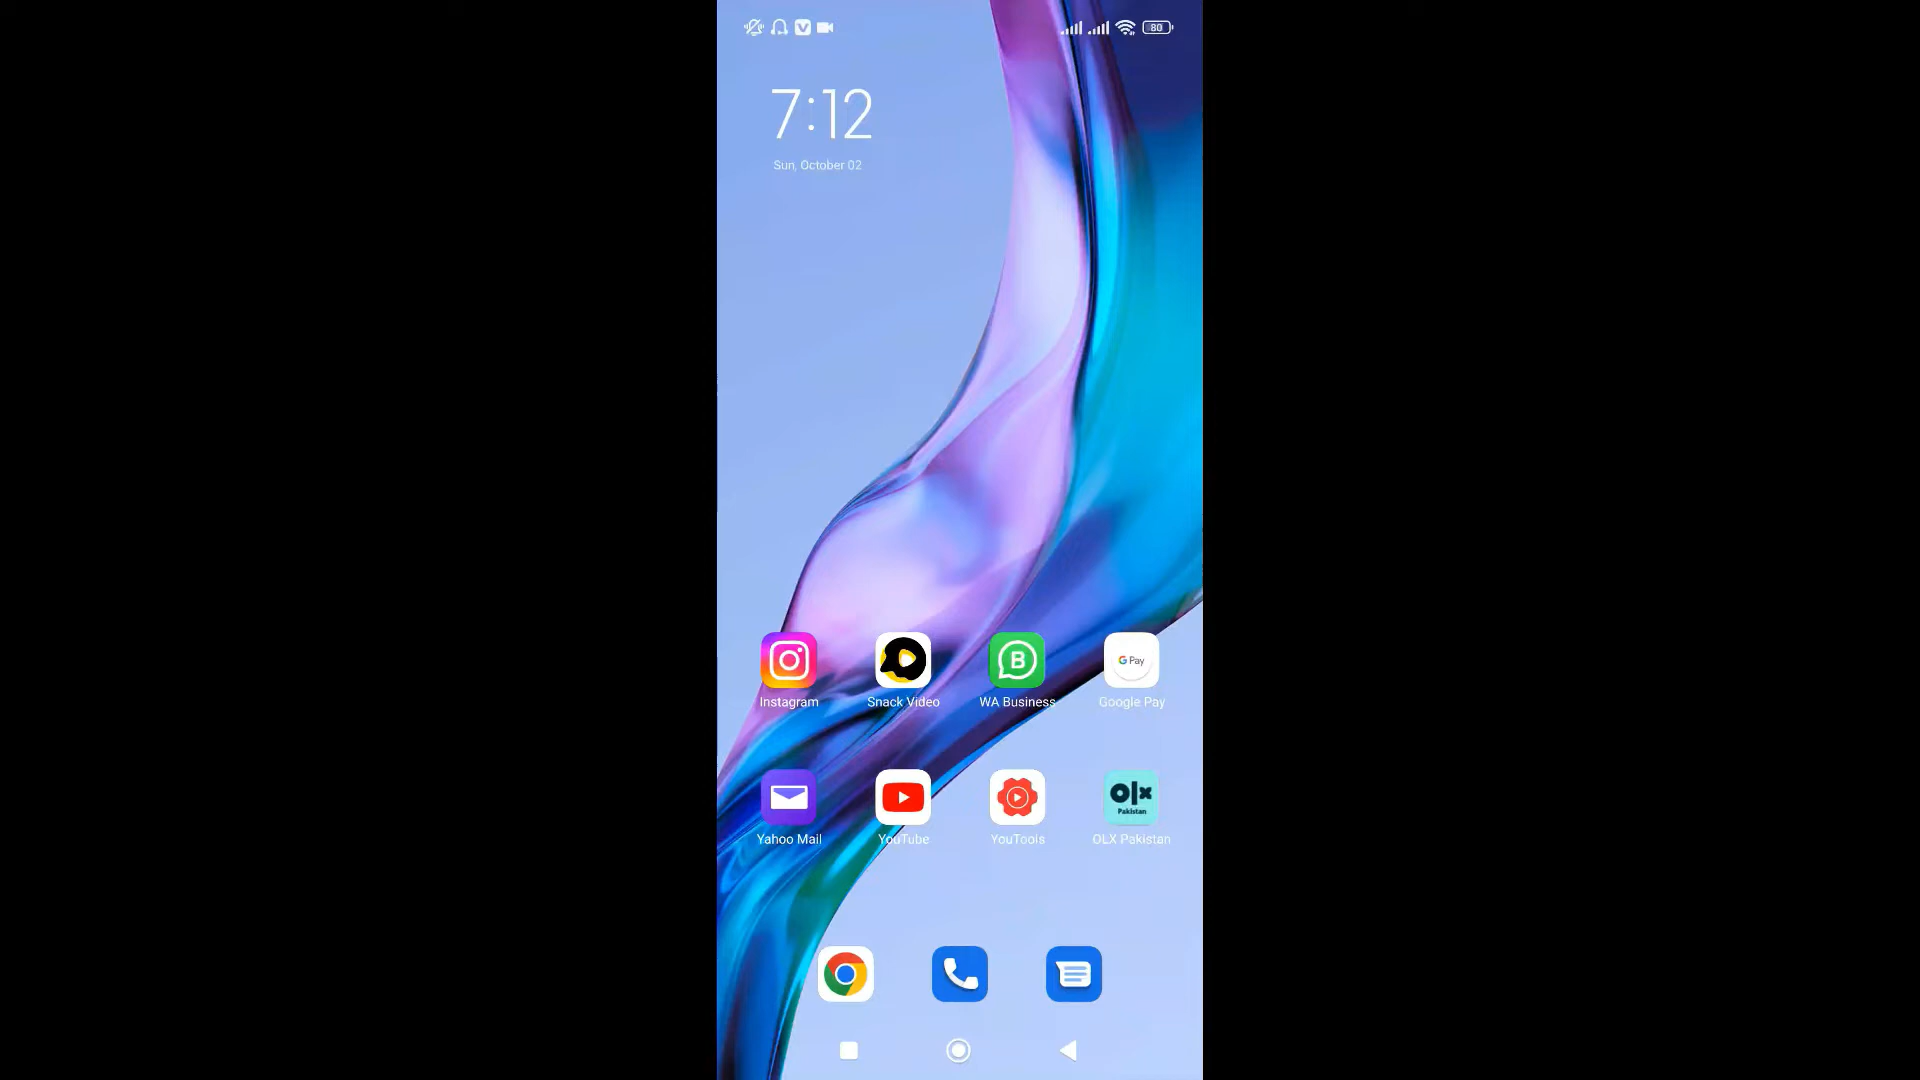 80
7:12
Sun, October 02
B
G Pay
Instagram
Snack Video
WA Business
Google Pay
olx
Pakistan
Yahoo Mail
YouTube
YouTools
OLX Pakistan